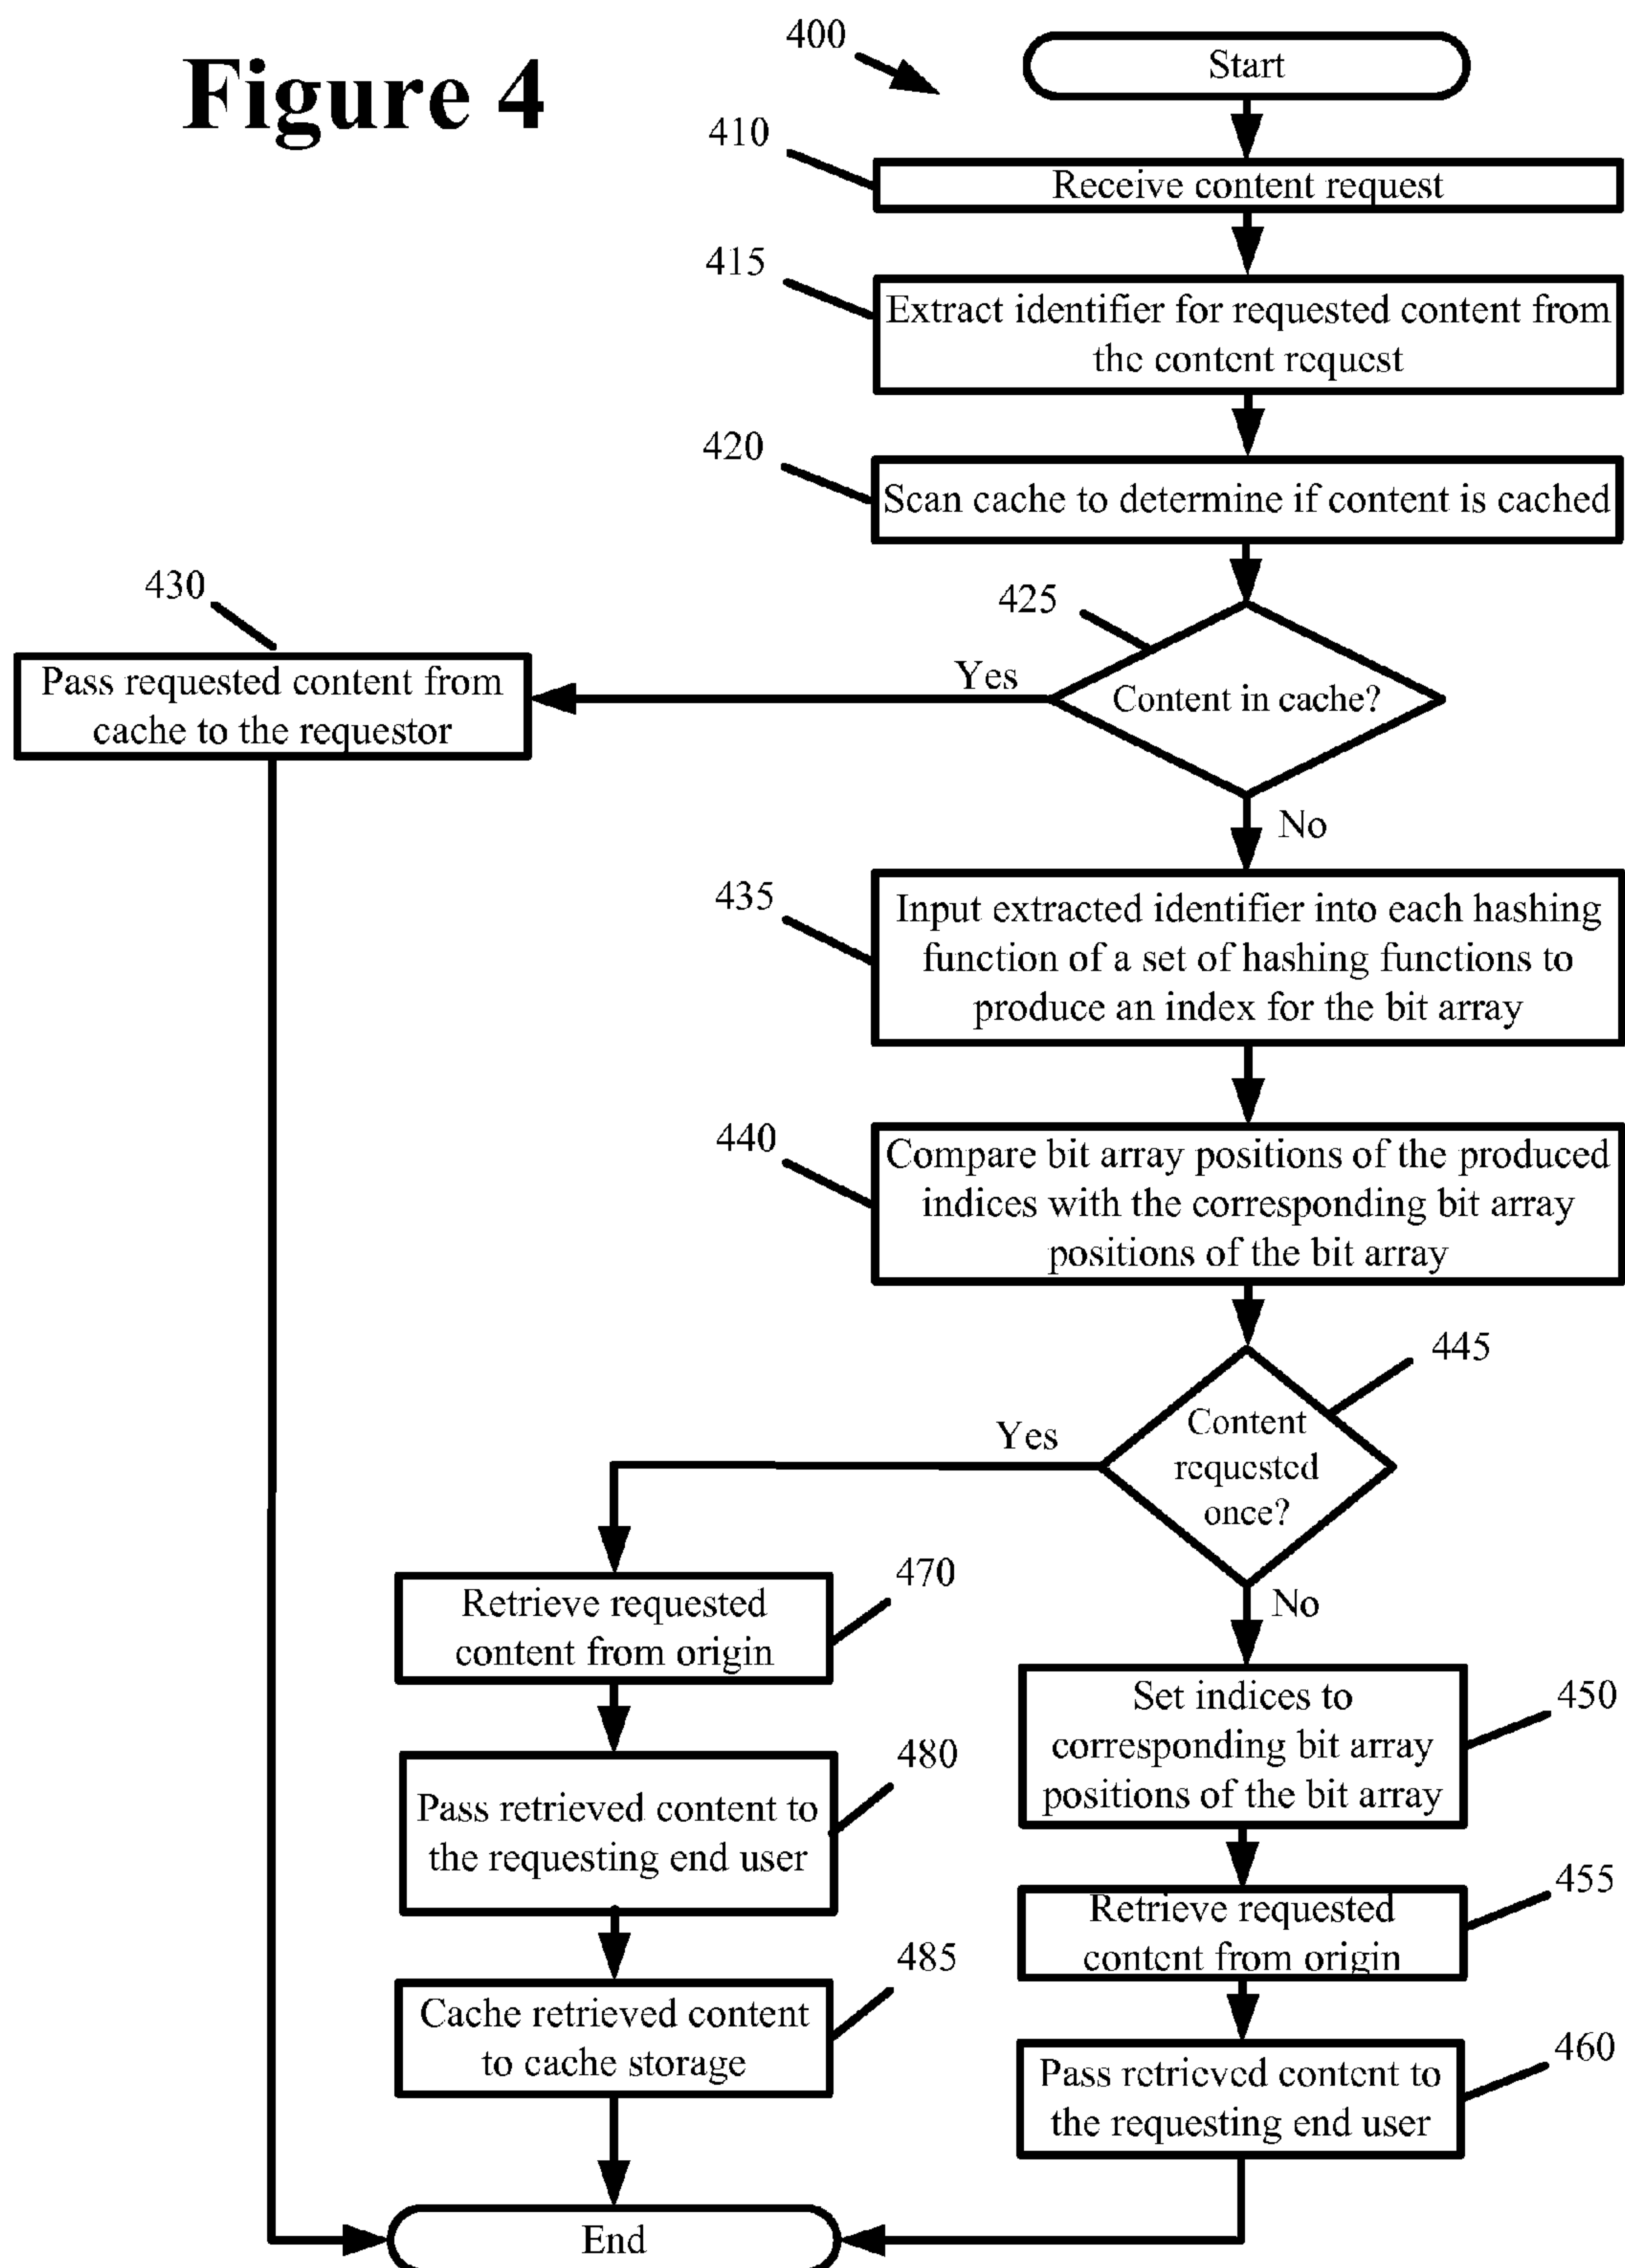 Figure 4
400
Start
410
Receive content request
415
Extract identifier for requested content from
the content request
420
Scan cache to determine if content is cached
430
425
Pass requested content from
cache to the requestor
Yes
Content in cache?
No
435
Input extracted identifier into each hashing
function of a set of hashing functions to
produce an index for the bit array
440
Compare bit array positions of the produced
indices with the corresponding bit array
positions of the bit array
445
Content
requested
once?
Yes
No
470
Retrieve requested
content from origin
450
Set indices to
corresponding bit array
positions of the bit array
480
Pass retrieved content to
the requesting end user
455
Retrieve requested
content from origin
485
Cache retrieved content
to cache storage
460
Pass retrieved content to
the requesting end user
End